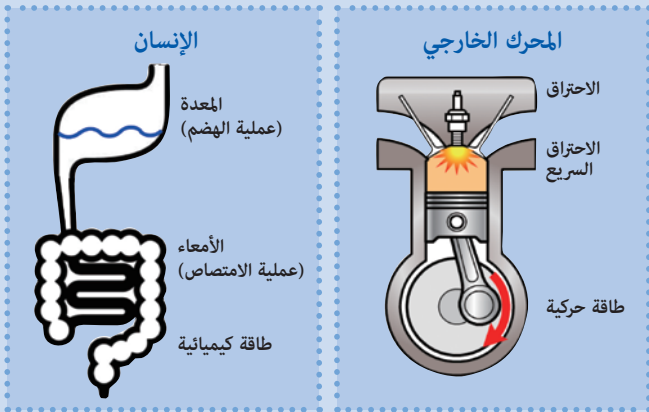 المحرك الخارجي
الاحتراق
الاحتراق
السريع
طاقة حركية
الإنسان
المعدة
(عملية الهضم)
الأمعاء
(عملية الامتصاص)
طاقة كيميائية